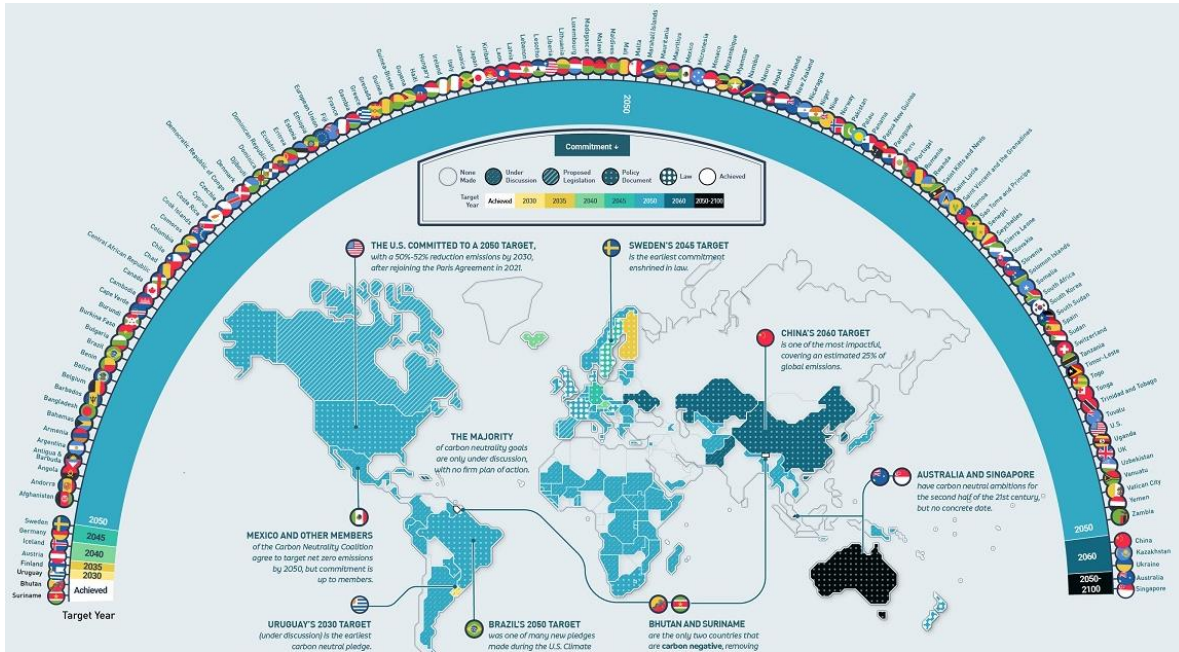 Commitment ↓
None Made
Under Discussion
Proposed Legislation
Policy Document
Law
Achieved
Target Year
Achieved 2030 2035 2040 2045 2050 2060 2050-2100
THE U.S. COMMITTED TO A 2050 TARGET,
with a 50%-52% reduction emissions by 2030,
after rejoining the Paris Agreement in 2021.
SWEDEN'S 2045 TARGET
is the earliest commitment
enshrined in law.
CHINA'S 2060 TARGET
is one of the most impactful,
covering an estimated 25% of
global emissions.
THE MAJORITY
of carbon neutrality goals
are only under discussion,
with no firm plan of action.
AUSTRALIA AND SINGAPORE
have carbon neutral ambitions for
the second half of the 21st century,
but no concrete date.
MEXICO AND OTHER MEMBERS
of the Carbon Neutrality Coalition
agree to target net zero emissions
by 2050, but commitment is
up to members.
URUGUAY'S 2030 TARGET
(under discussion) is the earliest
carbon neutral pledge.
BRAZIL'S 2050 TARGET
was one of many new pledges
made during the U.S. Climate
BHUTAN AND SURINAME
are the only two countries that
are carbon negative, removing
Suriname
Bhutan
Achieved
Uruguay
2030
Finland
2035
Austria
Iceland
2040
Germany
Sweden
2045
2050
Target Year
Afghanistan
Andorra
Angola
Antigua &
Barbuda
Argentina
Armenia
Bahamas
Bangladesh
Barbados
Belgium
Belize
Benin
Brazil
Bulgaria
Burkina Faso
Burundi
Cape Verde
Cambodia
Canada
Central African Republic
Chad
Chile
Colombia
Comoros
Cook Islands
Costa Rica
Cyprus
Czechia
Democratic Republic of Congo
Denmark
Djibouti
Dominica
Dominican Republic
Ecuador
Eritrea
Estonia
Ethiopia
European Union
Fiji
France
Gambia
Greece
Grenada
Guinea
Guinea-Bissau
Guyana
Haiti
Hungary
Ireland
Italy
Jamaica
Japan
Kiribati
Laos
Latvia
Lebanon
Lesotho
Liberia
Lithuania
Luxembourg
Madagascar
Malawi
Maldives
Mali
Malta
Marshall Islands
Mauritania
Mauritius
Mexico
Micronesia
Monaco
Mozambique
Myanmar
Namibia
Nauru
Nepal
Netherlands
New Zealand
Nicaragua
Niger
Niue
Norway
Pakistan
Palau
Panama
Papua New Guinea
Paraguay
Peru
Portugal
Romania
Rwanda
Saint Kitts and Nevis
Saint Lucia
Saint Vincent and the Grenadines
Samoa
Sao Tome and Principe
Senegal
Seychelles
Sierra Leone
Slovakia
Slovenia
Solomon Islands
Somalia
South Africa
South Korea
South Sudan
Spain
Sudan
Switzerland
Tanzania
Timor-Leste
Togo
Tonga
Trinidad and Tobago
Tuvalu
U.S.
Uganda
UK
Uzbekistan
Vanuatu
Vatican City
Yemen
Zambia
2050
2050
China
Kazakhstan
Ukraine
2060
Australia
Singapore
2050-
2100